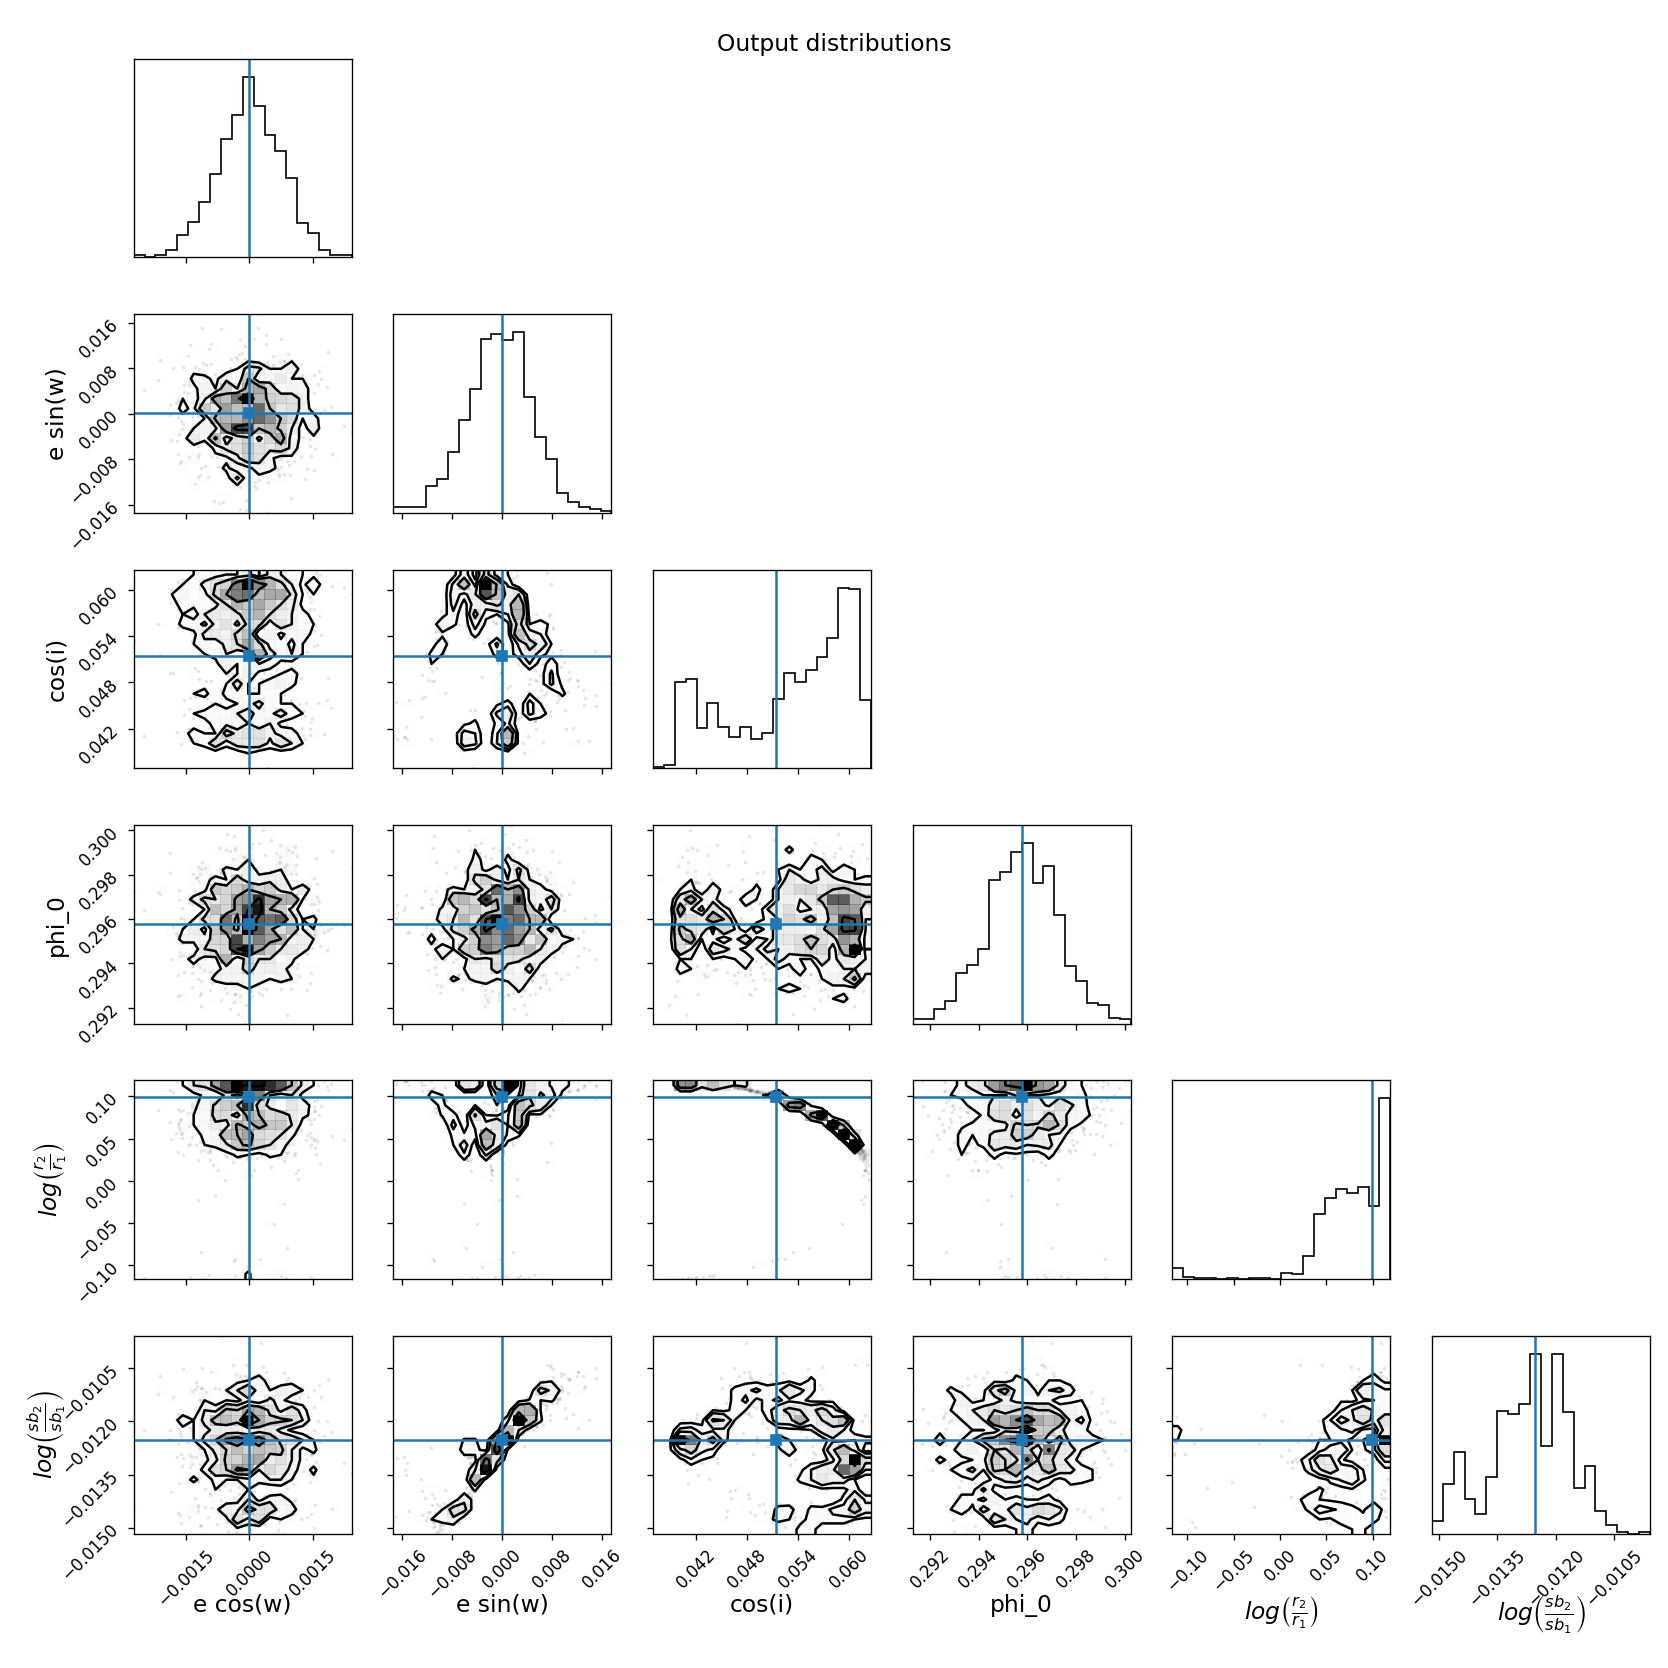 Output distributions
e sin(w)
0.016
0.008
0.000
−0.008
−0.016
cos(i)
0.060
0.054
0.048
0.042
phi_0
0.300
0.298
0.296
0.294
0.292
log(r₂/r₁)
0.10
0.05
0.00
−0.05
−0.10
log(sb₂/sb₁)
−0.0105
−0.0120
−0.0135
−0.0150
−0.0015 0.0000 0.0015
−0.016 −0.008 0.000 0.008 0.016
0.042 0.048 0.054 0.060
0.292 0.294 0.296 0.298 0.300
−0.10 −0.05 0.00 0.05 0.10
−0.0150 −0.0135 −0.0120 −0.0105
e cos(w) e sin(w) cos(i) phi_0 log(r₂/r₁) log(sb₂/sb₁)